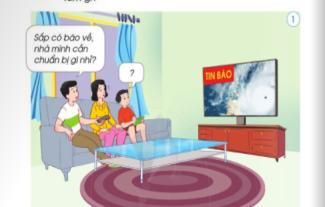 1
Sắp có bão về,
nhà mình cần
chuẩn bị gì nhỉ?
?
TIN BÃO